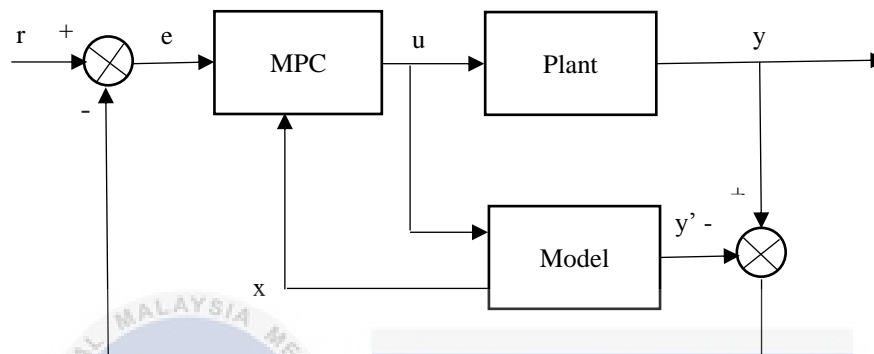 r + e MPC u Plant y
-
+
Model y’ -
x
MALAYSIA